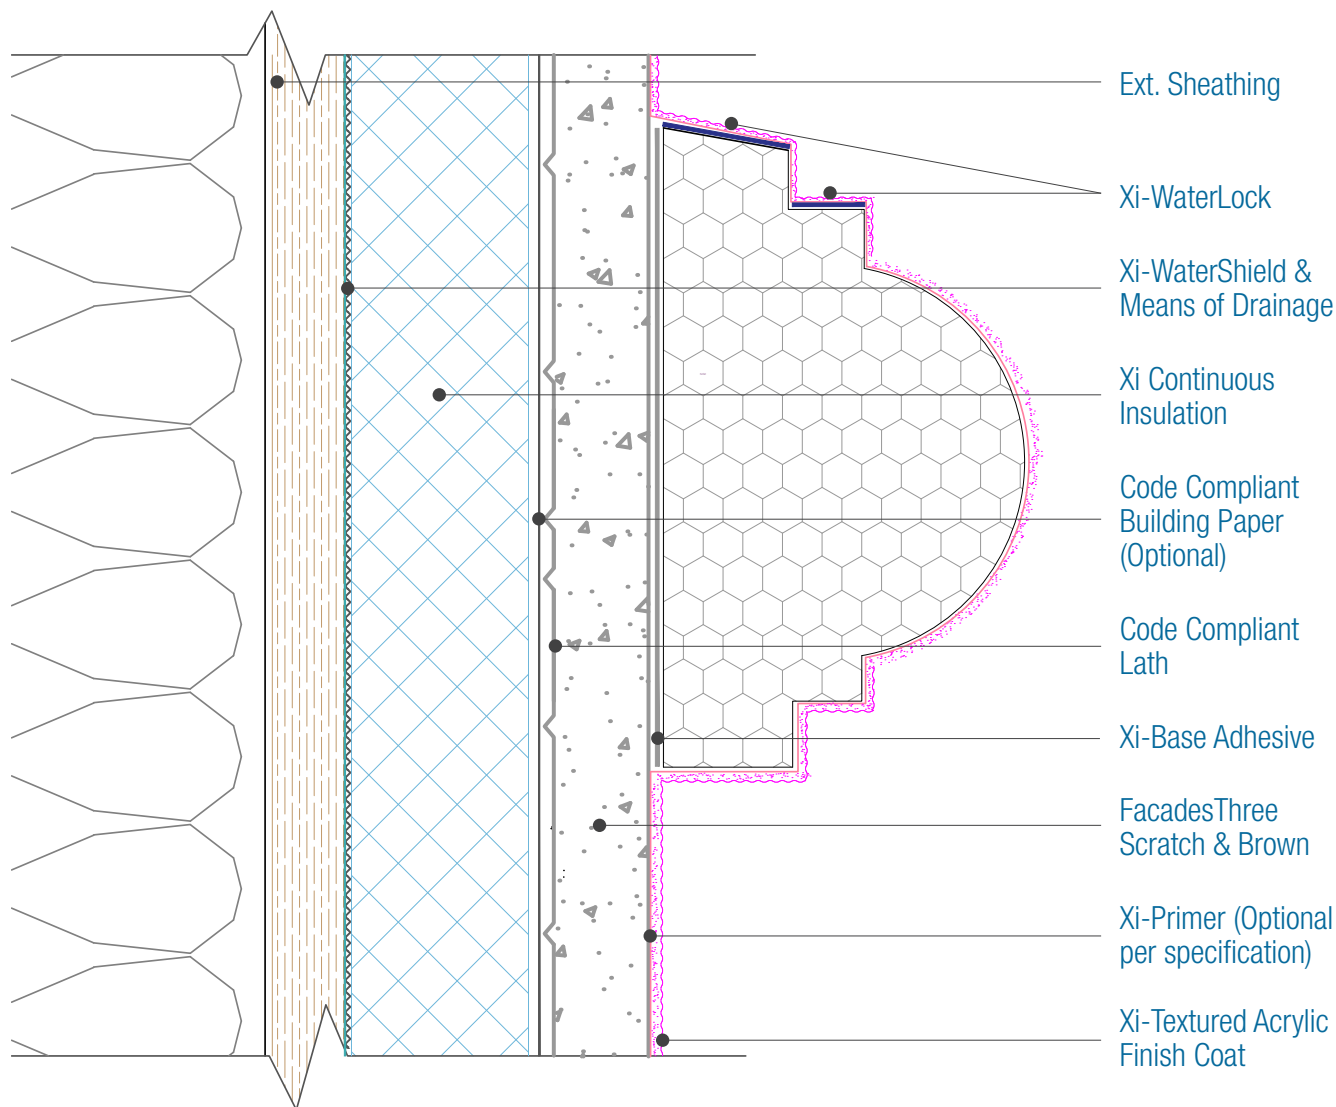 Ext. Sheathing
Xi-WaterLock
Xi-WaterShield &
Means of Drainage
Xi Continuous
Insulation
Code Compliant
Building Paper
(Optional)
Code Compliant
Lath
Xi-Base Adhesive
FacadesThree
Scratch & Brown
Xi-Primer (Optional
per specification)
Xi-Textured Acrylic
Finish Coat